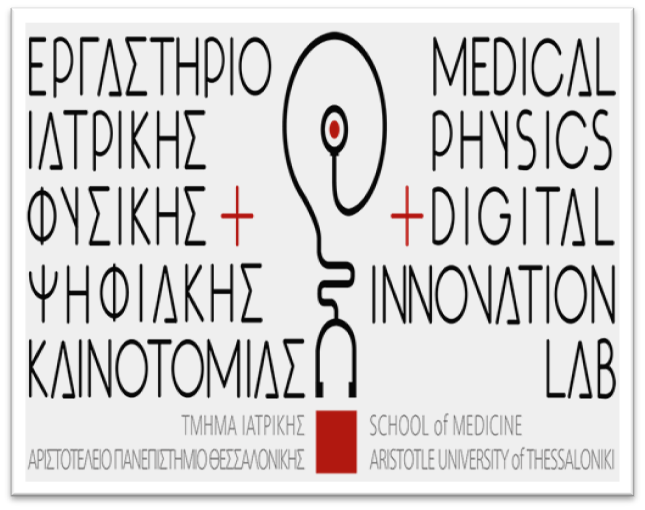 ΕΡΓΑΣΤΗΡΙΟ
ΙΑΤΡΙΚΗΣ
ΦΥΣΙΚΗΣ +
ΨΗΦΙΑΚΗΣ
ΚΑΙΝΟΤΟΜΙΑΣ
ΤΜΗΜΑ ΙΑΤΡΙΚΗΣ
ΑΡΙΣΤΟΤΕΛΕΙΟ ΠΑΝΕΠΙΣΤΗΜΙΟ ΘΕΣΣΑΛΟΝΙΚΗΣ
MEDICAL
PHYSICS
+ DIGITAL
INNOVATION
LAB
SCHOOL of MEDICINE
ARISTOTLE UNIVERSITY of THESSALONIKI